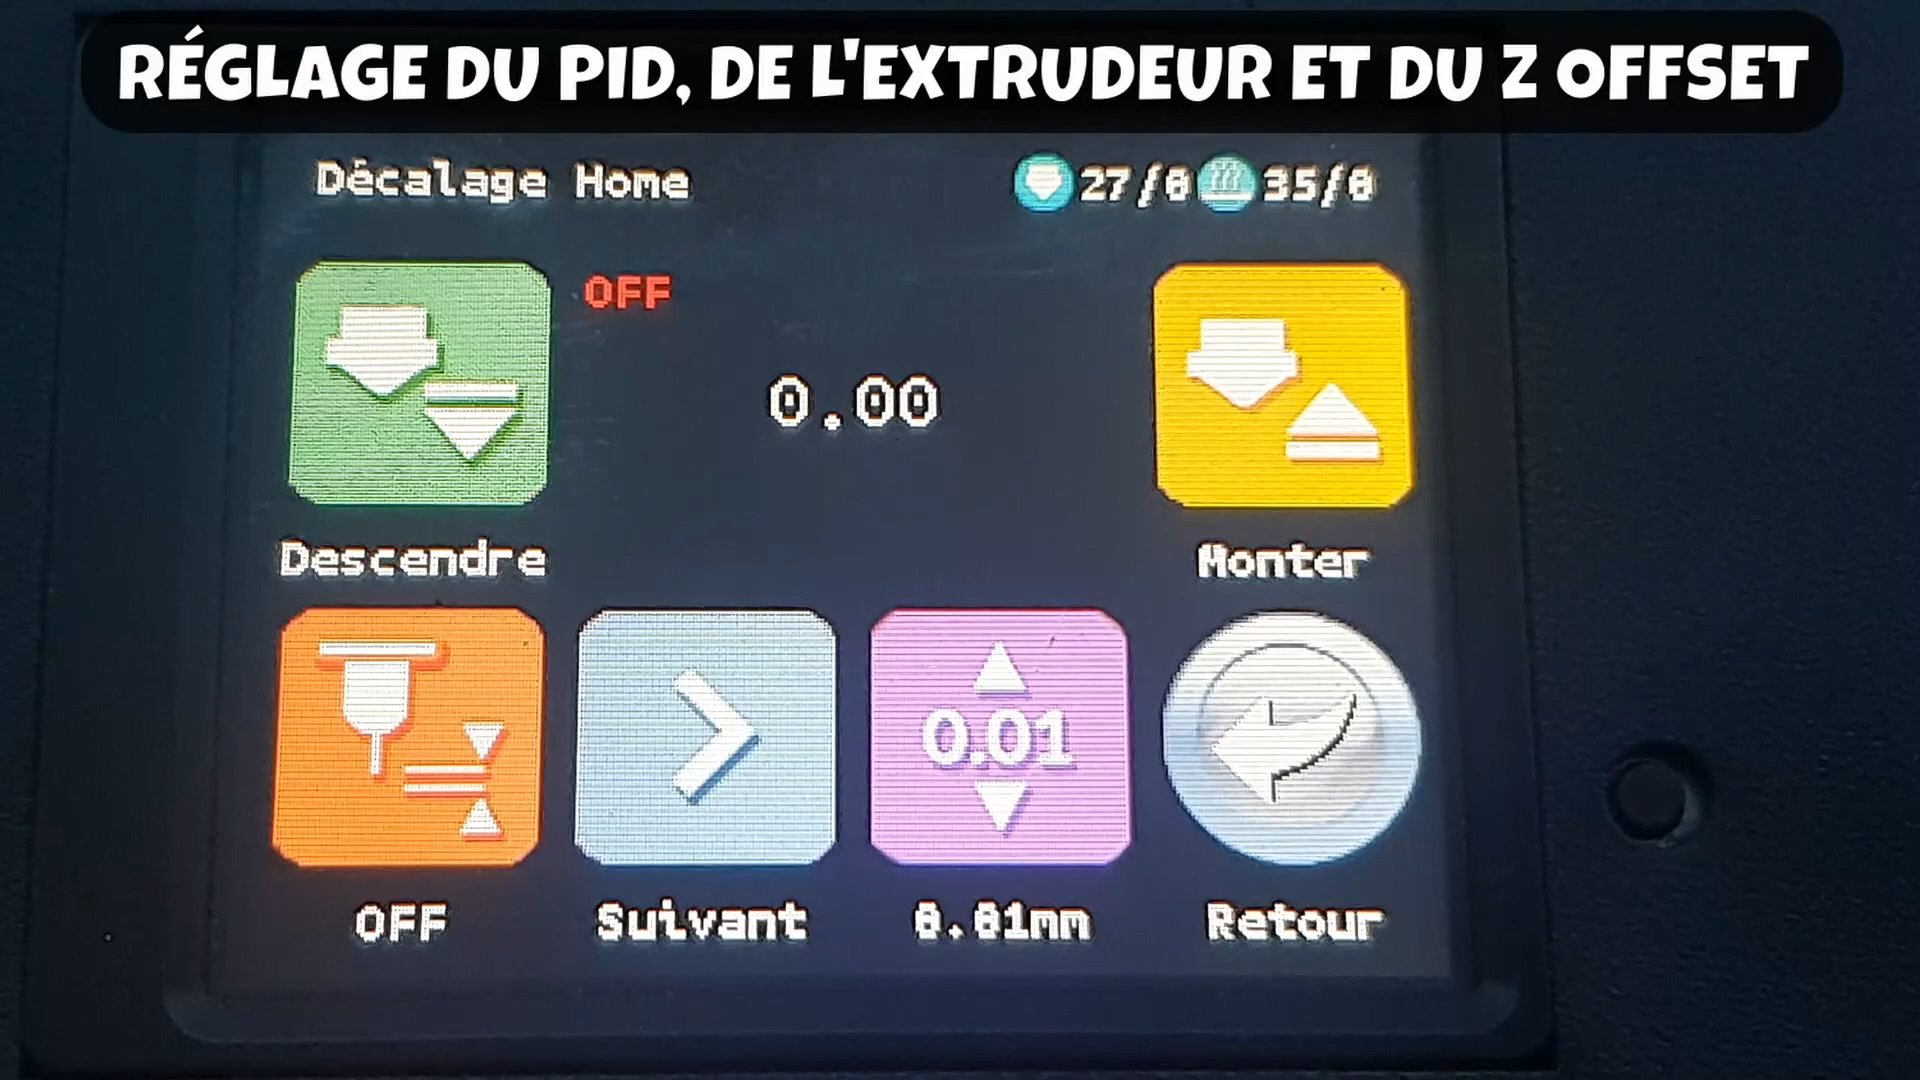 RÉGLAGE DU PID, DE L'EXTRUDEUR ET DU Z OFFSET
Décalage Home 27/0 35/0
OFF
0.00
Descendre Monter
0.01
OFF Suivant 0.01mm Retour